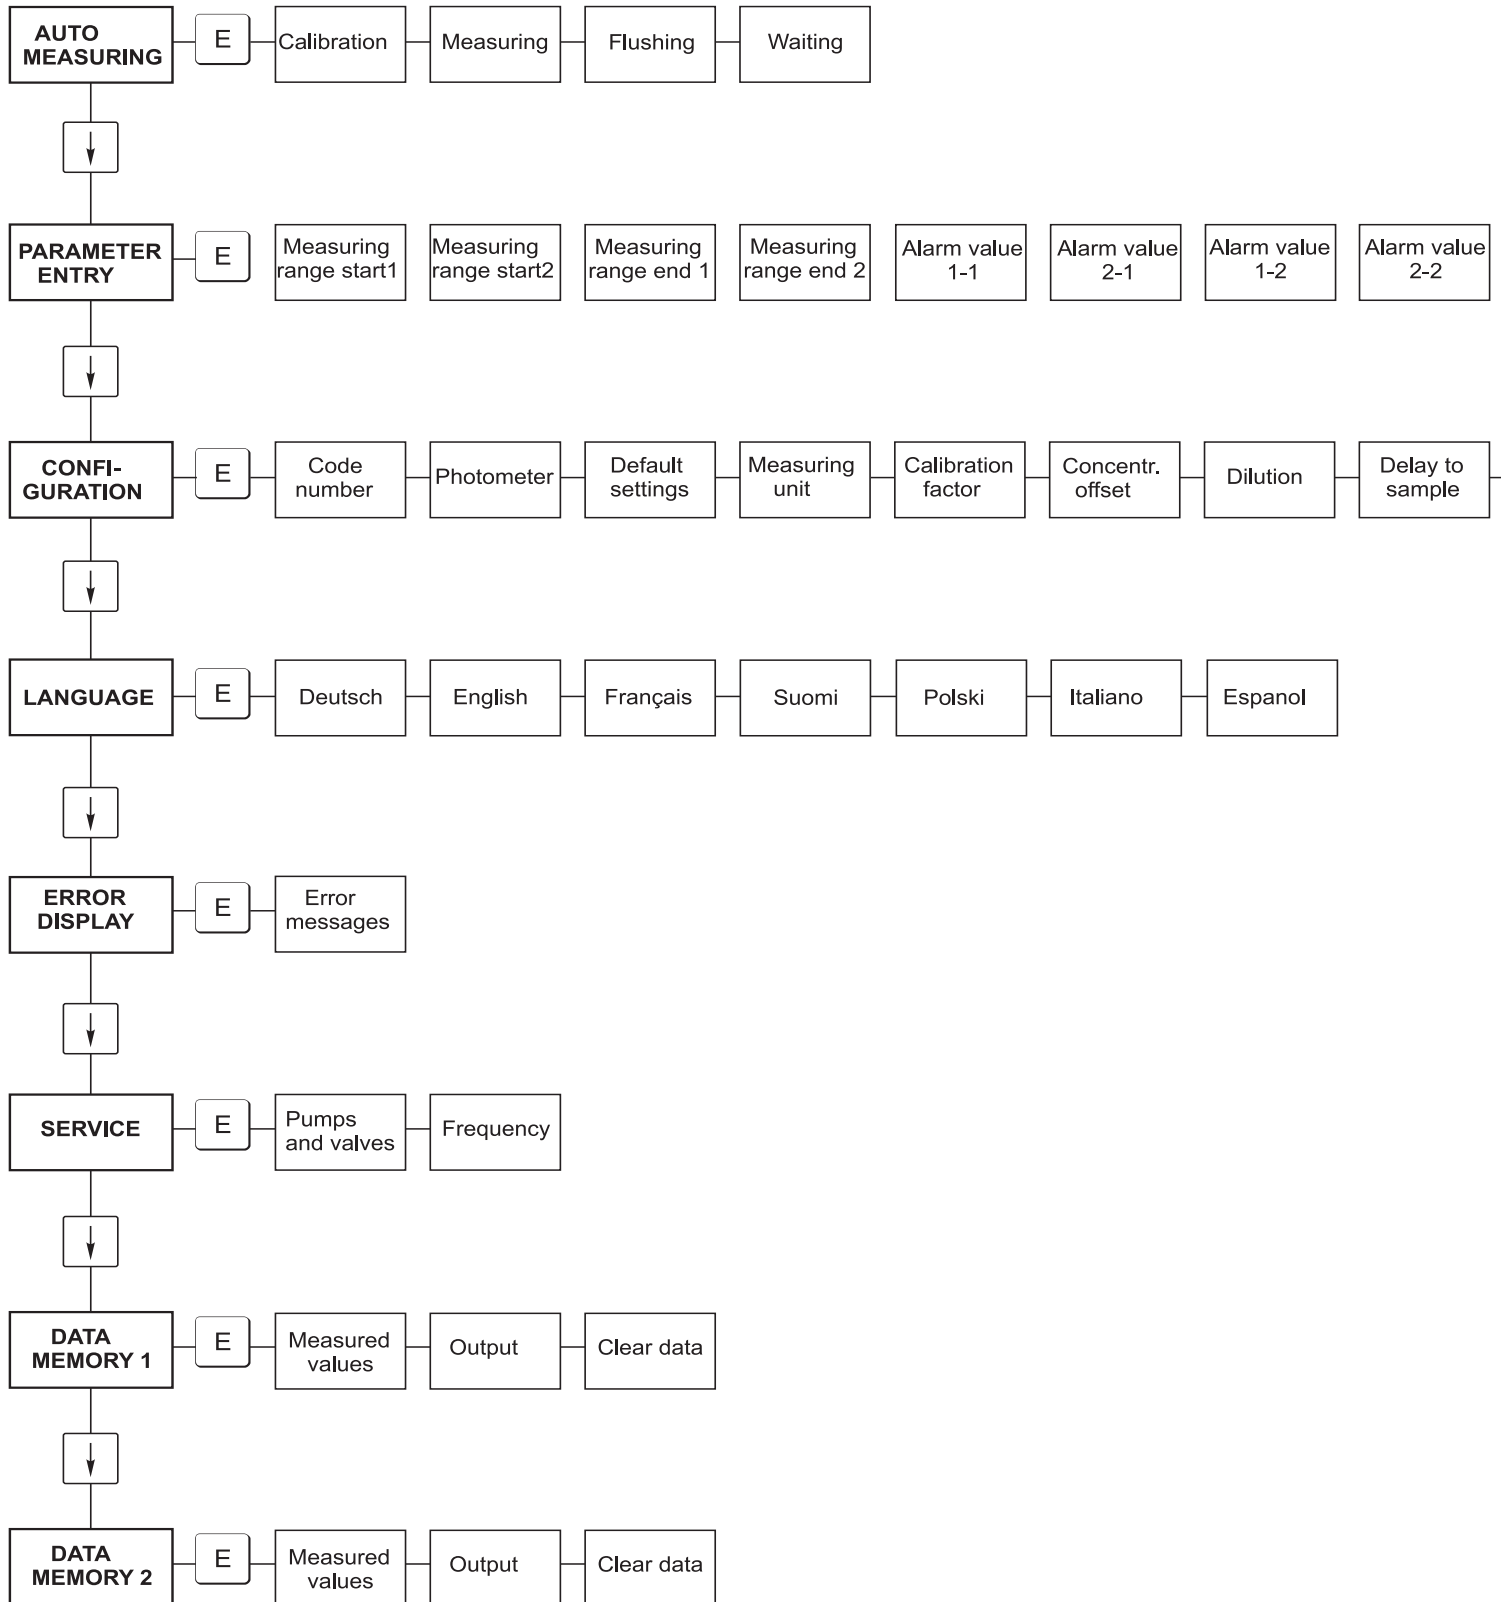 AUTO
MEASURING
E
Calibration
Measuring
Flushing
Waiting
PARAMETER
ENTRY
E
Measuring
range start1
Measuring
range start2
Measuring
range end 1
Measuring
range end 2
Alarm value
1-1
Alarm value
2-1
Alarm value
1-2
Alarm value
2-2
CONFI-
GURATION
E
Code
number
Photometer
Default
settings
Measuring
unit
Calibration
factor
Concentr.
offset
Dilution
Delay to
sample
LANGUAGE
E
Deutsch
English
Français
Suomi
Polski
Italiano
Espanol
ERROR
DISPLAY
E
Error
messages
SERVICE
E
Pumps
and valves
Frequency
DATA
MEMORY 1
E
Measured
values
Output
Clear data
DATA
MEMORY 2
E
Measured
values
Output
Clear data